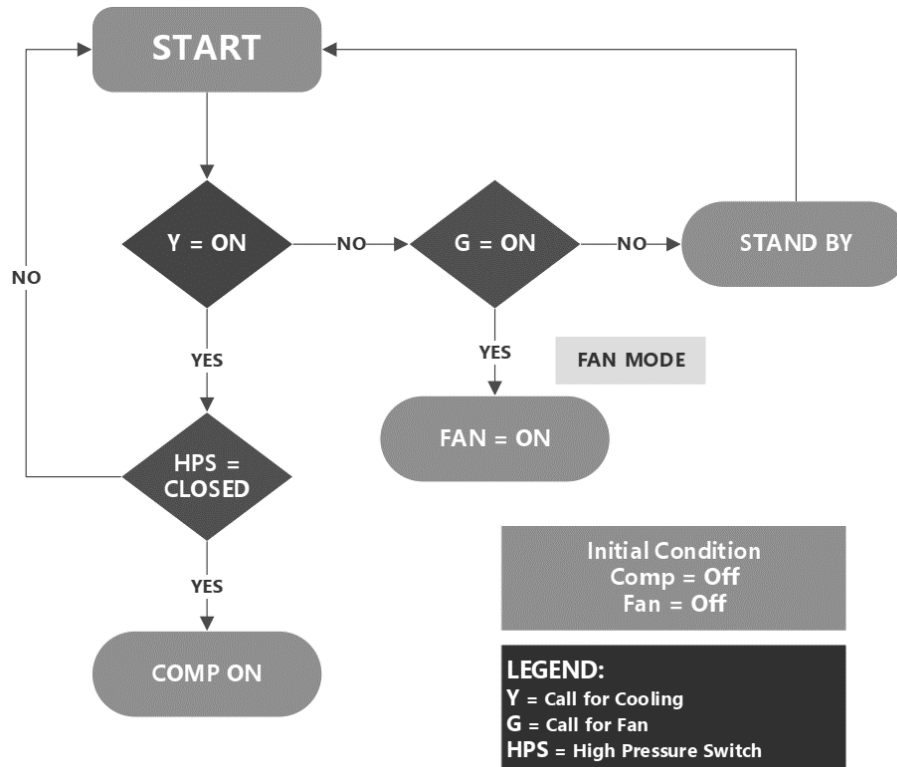 START
Y = ON
NO
G = ON
NO
STAND BY
NO
YES
YES
FAN MODE
FAN = ON
HPS =
CLOSED
YES
COMP ON
Initial Condition
Comp = Off
Fan = Off
LEGEND:
Y = Call for Cooling
G = Call for Fan
HPS = High Pressure Switch